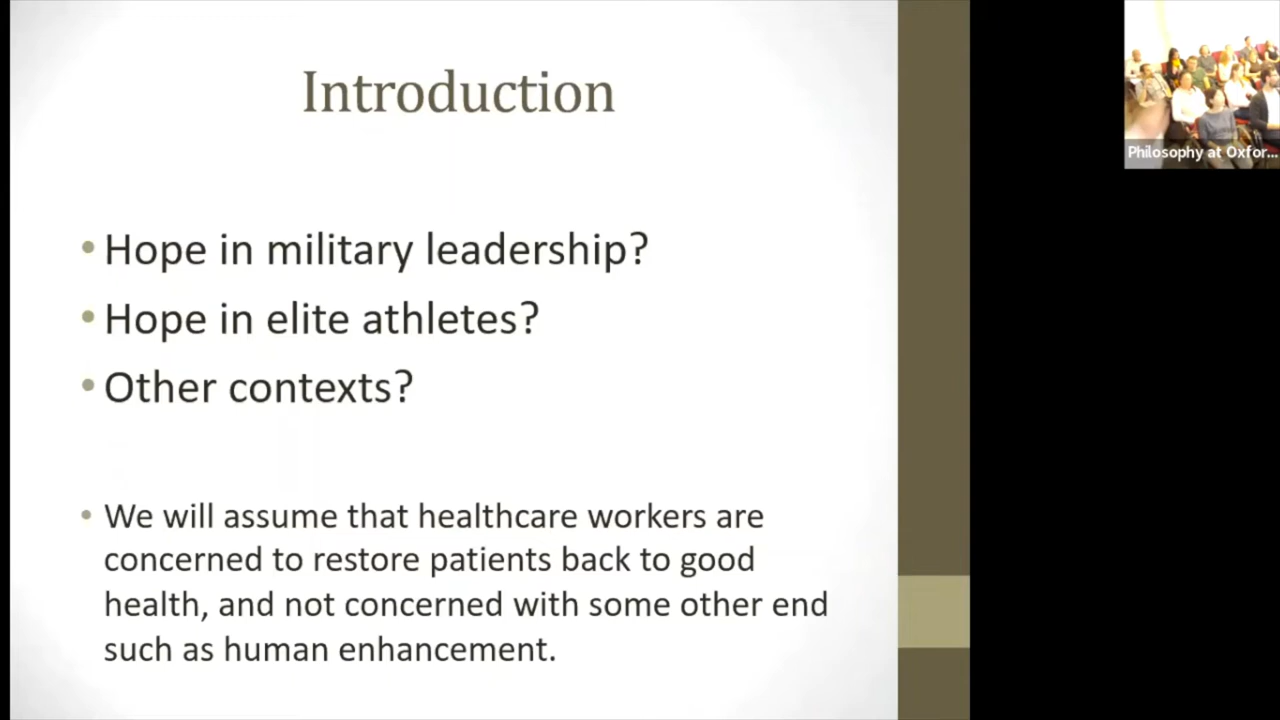 Introduction
• Hope in military leadership?
• Hope in elite athletes?
• Other contexts?
• We will assume that healthcare workers are
concerned to restore patients back to good
health, and not concerned with some other end
such as human enhancement.
Philosophy at Oxfor...